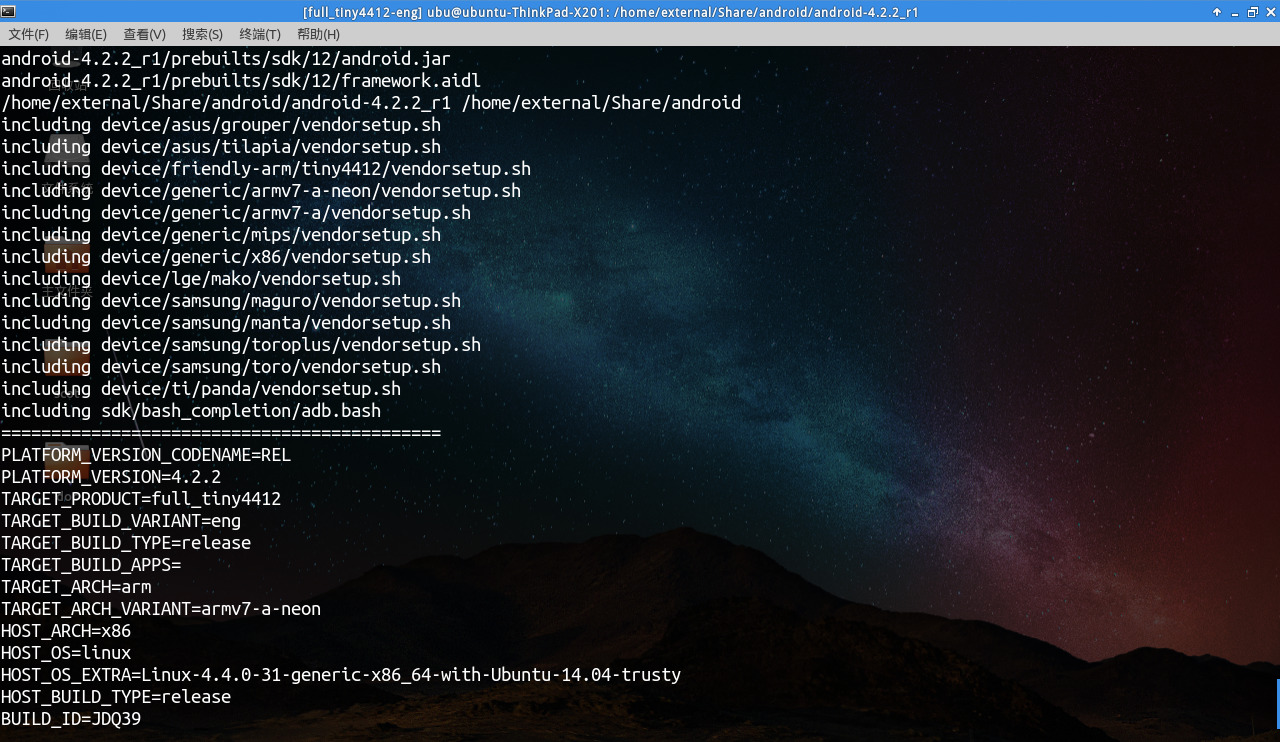 [full_tiny4412-eng] ubu@ubuntu-ThinkPad-X201: /home/external/Share/android/android-4.2.2_r1
文件(F) 编辑(E) 查看(V) 搜索(S) 终端(T) 帮助(H)
android-4.2.2_r1/prebuilts/sdk/12/android.jar
android-4.2.2_r1/prebuilts/sdk/12/framework.aidl
/home/external/Share/android/android-4.2.2_r1 /home/external/Share/android
including device/asus/grouper/vendorsetup.sh
including device/asus/tilapia/vendorsetup.sh
including device/friendly-arm/tiny4412/vendorsetup.sh
including device/generic/armv7-a-neon/vendorsetup.sh
including device/generic/armv7-a/vendorsetup.sh
including device/generic/mips/vendorsetup.sh
including device/generic/x86/vendorsetup.sh
including device/lge/mako/vendorsetup.sh
including device/samsung/maguro/vendorsetup.sh
including device/samsung/manta/vendorsetup.sh
including device/samsung/toroplus/vendorsetup.sh
including device/samsung/toro/vendorsetup.sh
including device/ti/panda/vendorsetup.sh
including sdk/bash_completion/adb.bash
============================================
PLATFORM_VERSION_CODENAME=REL
PLATFORM_VERSION=4.2.2
TARGET_PRODUCT=full_tiny4412
TARGET_BUILD_VARIANT=eng
TARGET_BUILD_TYPE=release
TARGET_BUILD_APPS=
TARGET_ARCH=arm
TARGET_ARCH_VARIANT=armv7-a-neon
HOST_ARCH=x86
HOST_OS=linux
HOST_OS_EXTRA=Linux-4.4.0-31-generic-x86_64-with-Ubuntu-14.04-trusty
HOST_BUILD_TYPE=release
BUILD_ID=JDQ39